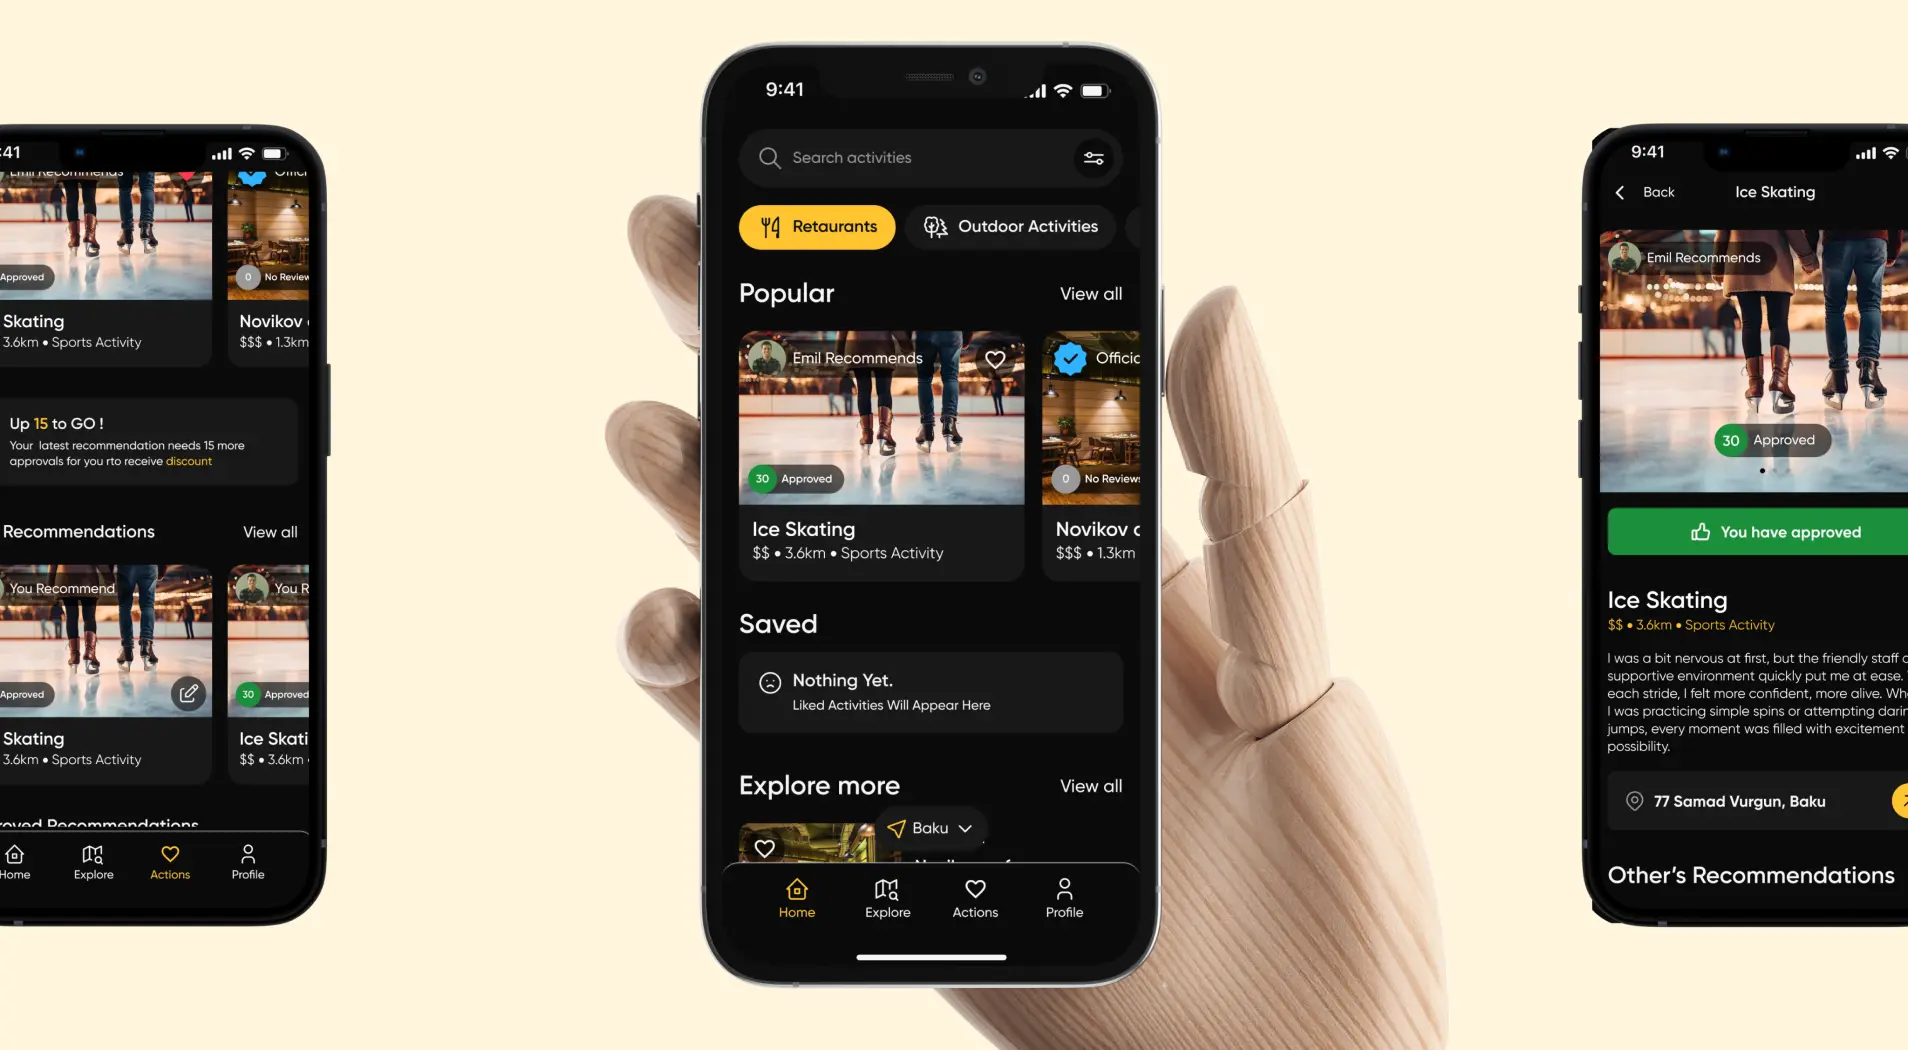 :41
Emil Recommends
Offici
Approved
0 No Review
Skating
3.6km • Sports Activity
Novikov
$$$ • 1.3km
Up 15 to GO !
Your latest recommendation needs 15 more
approvals for you rto receive discount
Recommendations
View all
You Recommend
You R
Approved
30 Approved
Skating
3.6km • Sports Activity
Ice Skati
$$ • 3.6km
roved Recommendations
Home
Explore
Actions
Profile
9:41
Search activities
Retaurants
Outdoor Activities
Popular
View all
Emil Recommends
Officia
30 Approved
0 No Reviews
Ice Skating
$$ • 3.6km • Sports Activity
Novikov c
$$$ • 1.3km
Saved
Nothing Yet.
Liked Activities Will Appear Here
Explore more
View all
Baku
Home
Explore
Actions
Profile
9:41
Back
Ice Skating
Emil Recommends
30 Approved
You have approved
Ice Skating
$$ • 3.6km • Sports Activity
I was a bit nervous at first, but the friendly staff
supportive environment quickly put me at ease.
each stride, I felt more confident, more alive. Wh
I was practicing simple spins or attempting darin
jumps, every moment was filled with excitement
possibility.
77 Samad Vurgun, Baku
Other's Recommendations